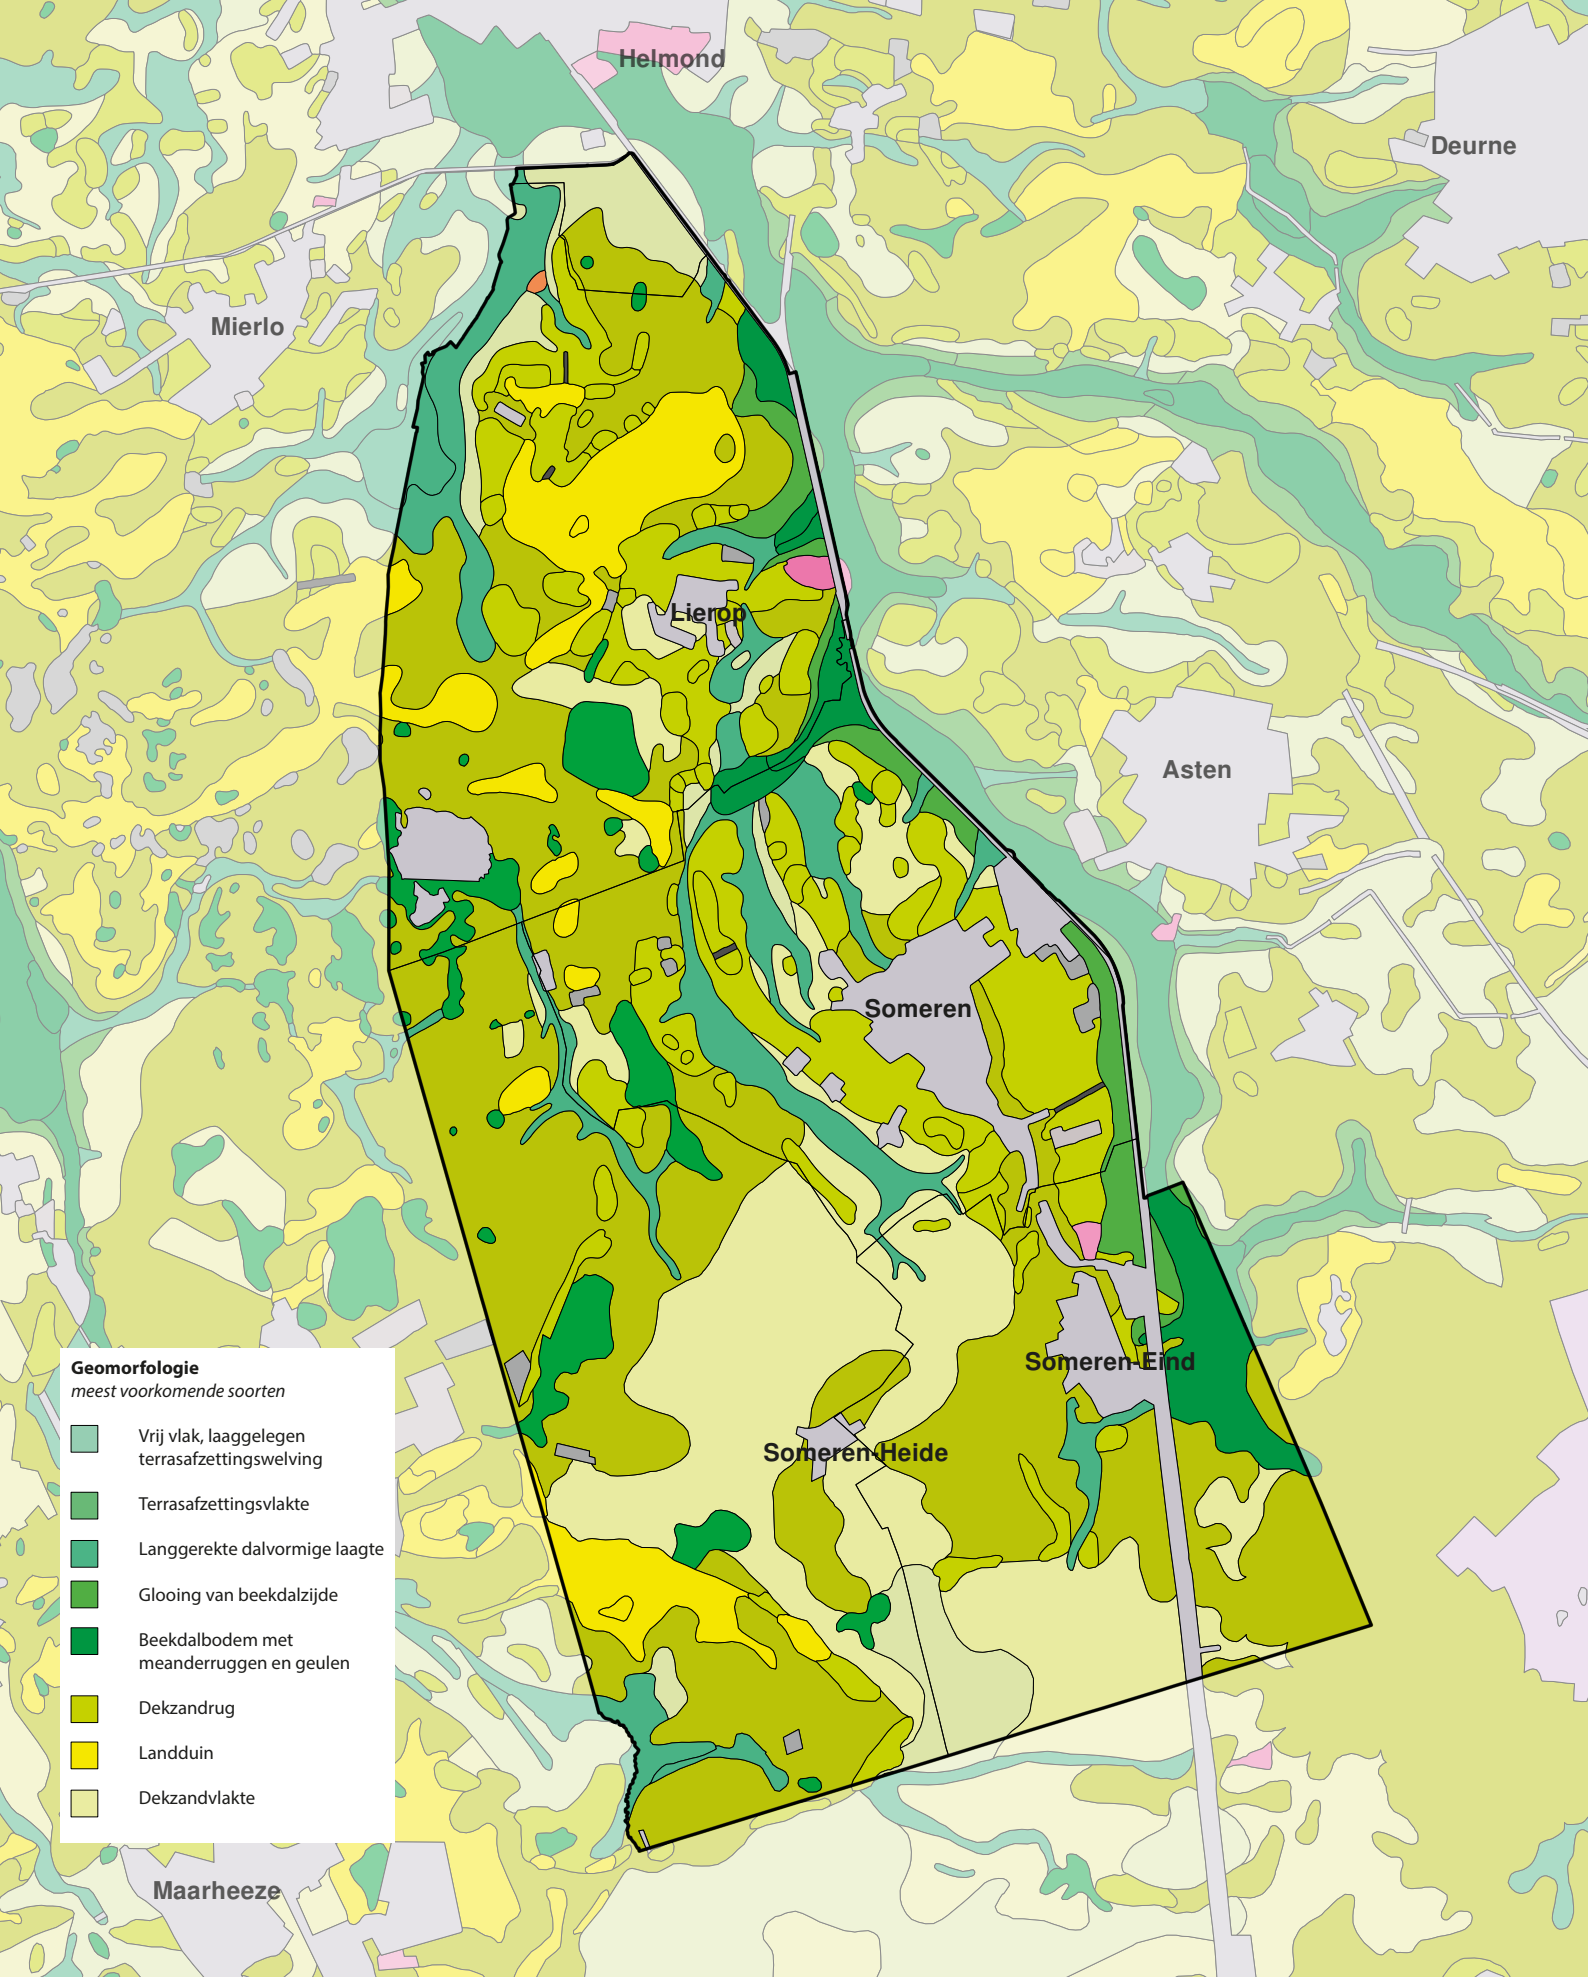 Helmond
Deurne
Mierlo
Lierop
Asten
Someren
Someren-Eind
Someren-Heide
Maarheeze
Geomorfologie
meest voorkomende soorten
Vrij vlak, laaggelegen
terrasafzettingswelving
Terrasafzettingsvlakte
Langgerekte dalvormige laagte
Glooing van beekdalzijde
Beekdalbodem met
meanderruggen en geulen
Dekzandrug
Landduin
Dekzandvlakte